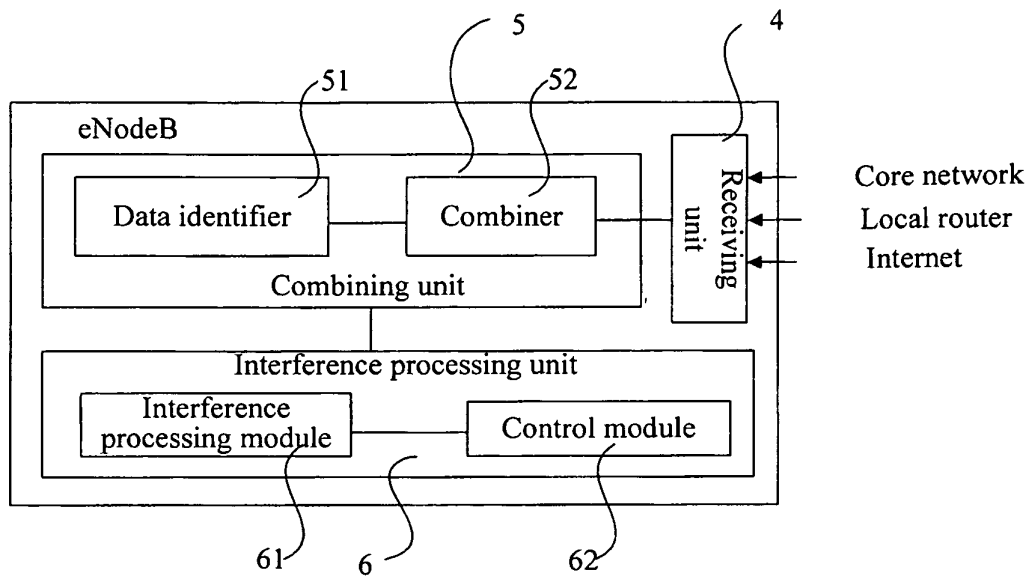 5
4
51
52
eNodeB
Data identifier
Combiner
Combining unit
Receiving
unit
Core network
Local router
Internet
Interference processing unit
Interference
processing module
Control module
61
6
62